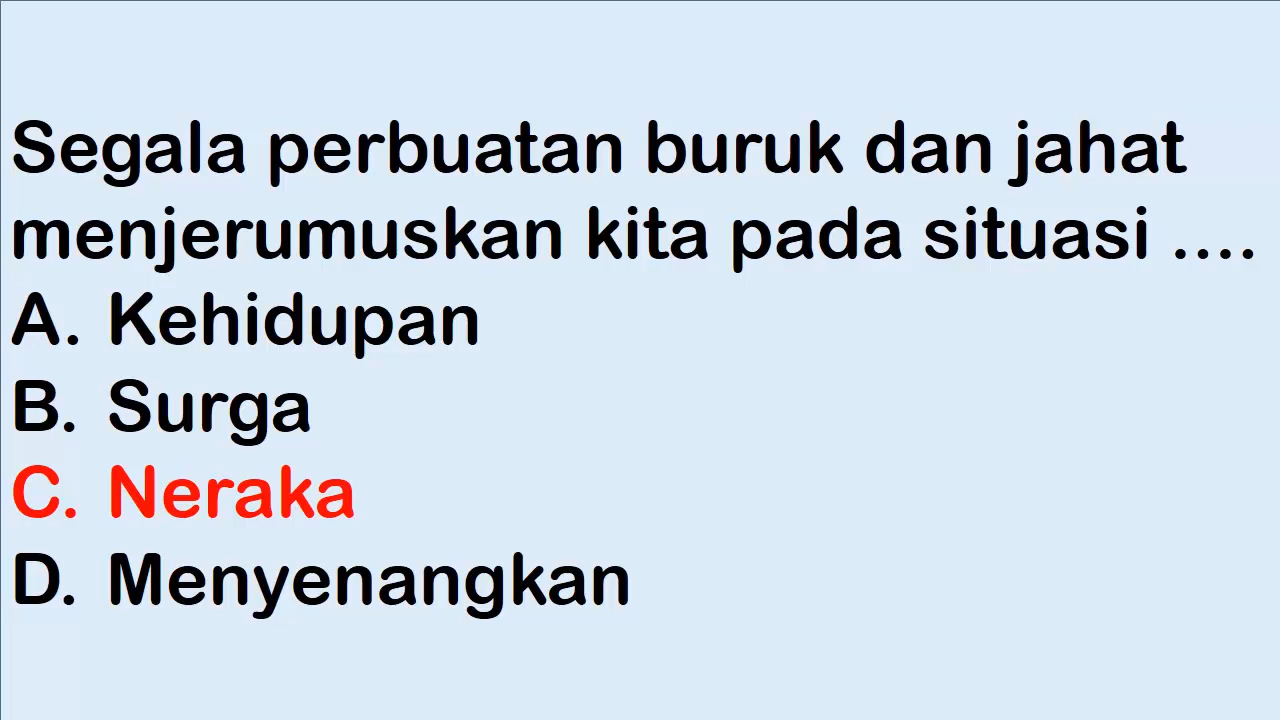 Segala perbuatan buruk dan jahat
menjerumuskan kita pada situasi ....
A. Kehidupan
B. Surga
C. Neraka
D. Menyenangkan